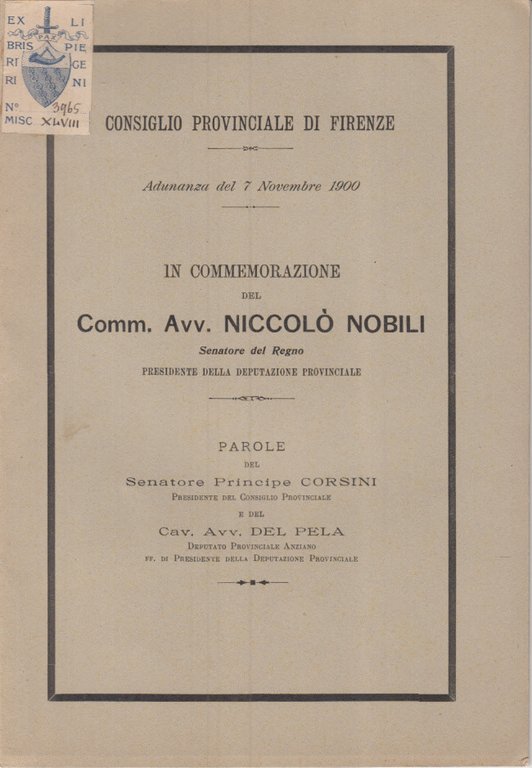 EX LI
BRIS PIE
RI GE
RI NI
PAX
N° 3965
MISC XLVIII
CONSIGLIO PROVINCIALE DI FIRENZE
Adunanza del 7 Novembre 1900
IN COMMEMORAZIONE
DEL
Comm. Avv. NICCOLÒ NOBILI
Senatore del Regno
PRESIDENTE DELLA DEPUTAZIONE PROVINCIALE
PAROLE
DEL
Senatore Principe CORSINI
PRESIDENTE DEL CONSIGLIO PROVINCIALE
E DEL
Cav. Avv. DEL PELA
DEPUTATO PROVINCIALE ANZIANO
FF. DI PRESIDENTE DELLA DEPUTAZIONE PROVINCIALE